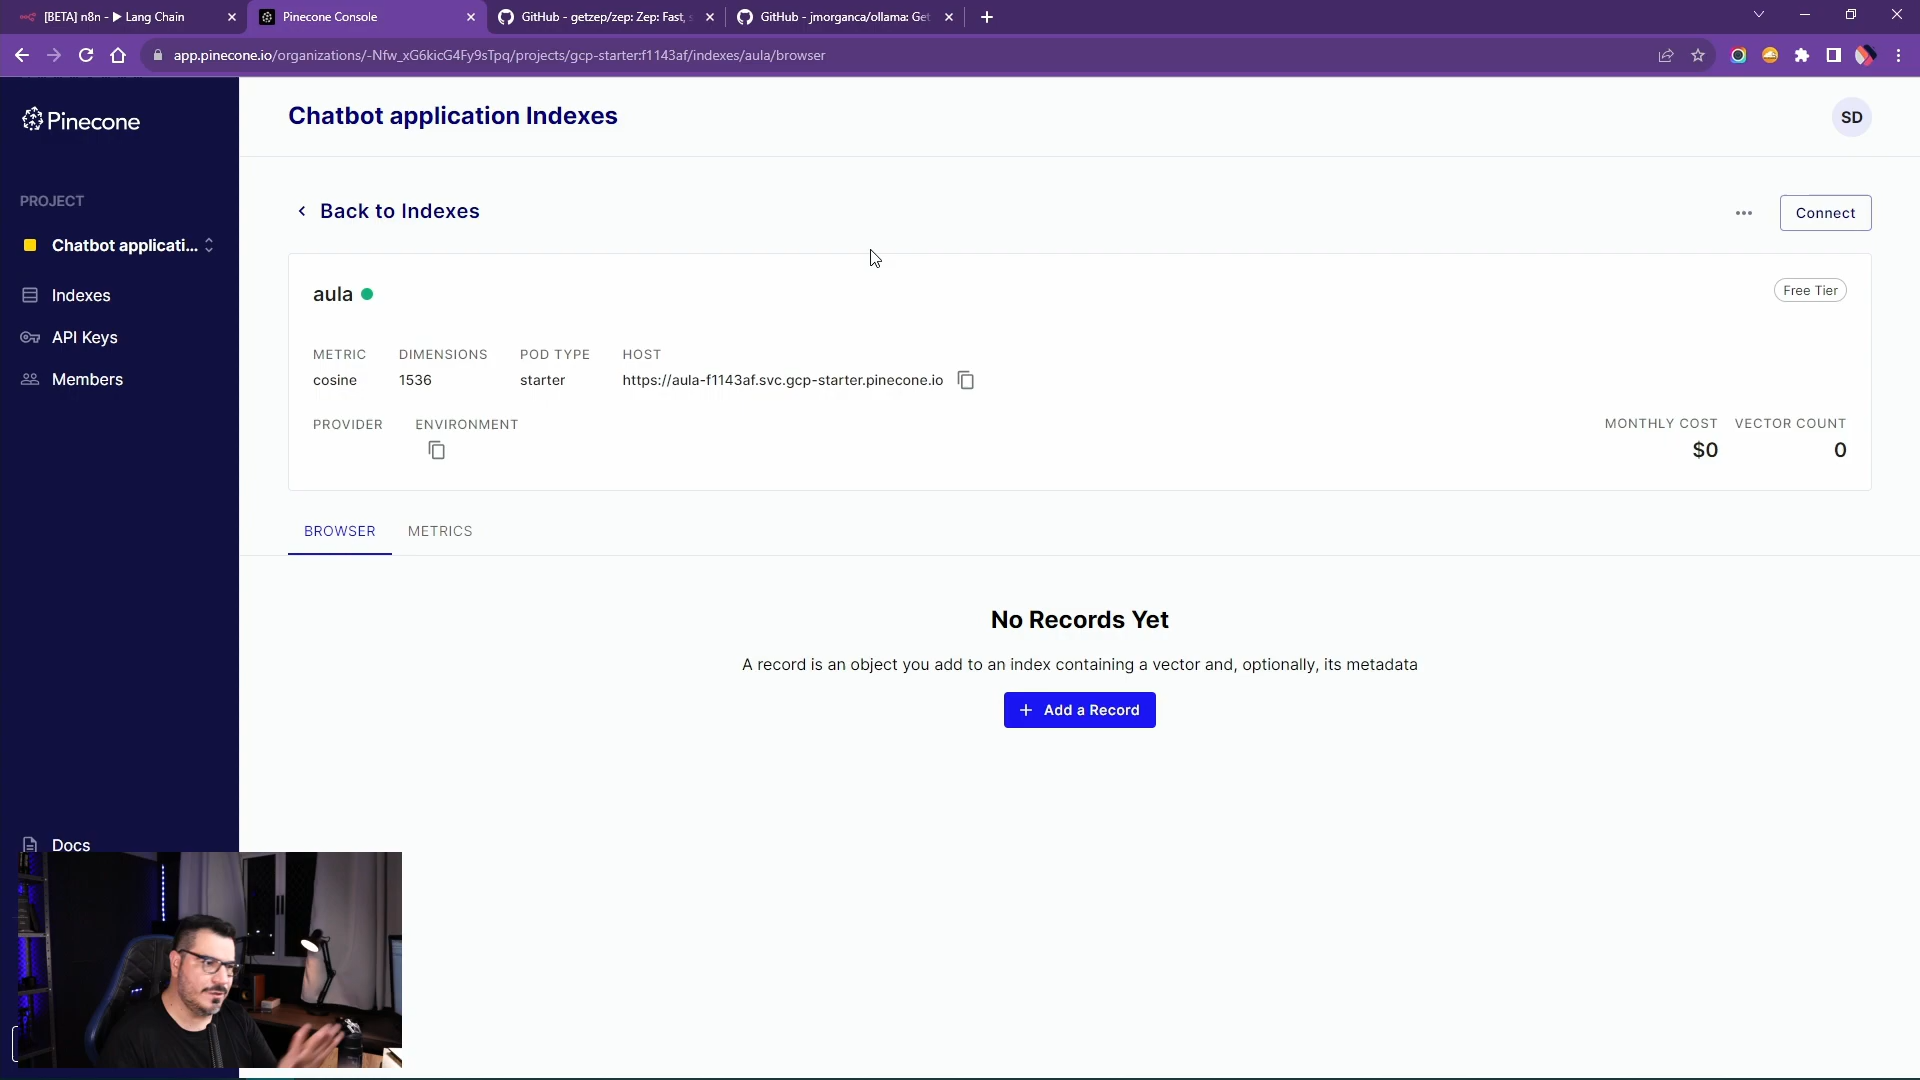 [BETA] n8n - ▶ Lang Chain
Pinecone Console
GitHub - getzep/zep: Zep: Fast, s
GitHub - jmorganca/ollama: Get
app.pinecone.io/organizations/-Nfw_xG6kicG4Fy9sTpq/projects/gcp-starter:f1143af/indexes/aula/browser
Pinecone
Chatbot application Indexes
SD
PROJECT
Chatbot applicati...
Indexes
API Keys
Members
Docs
Back to Indexes
Connect
aula
Free Tier
METRIC DIMENSIONS POD TYPE HOST
cosine 1536 starter https://aula-f1143af.svc.gcp-starter.pinecone.io
PROVIDER ENVIRONMENT
MONTHLY COST VECTOR COUNT
$0 0
BROWSER METRICS
No Records Yet
A record is an object you add to an index containing a vector and, optionally, its metadata
+ Add a Record